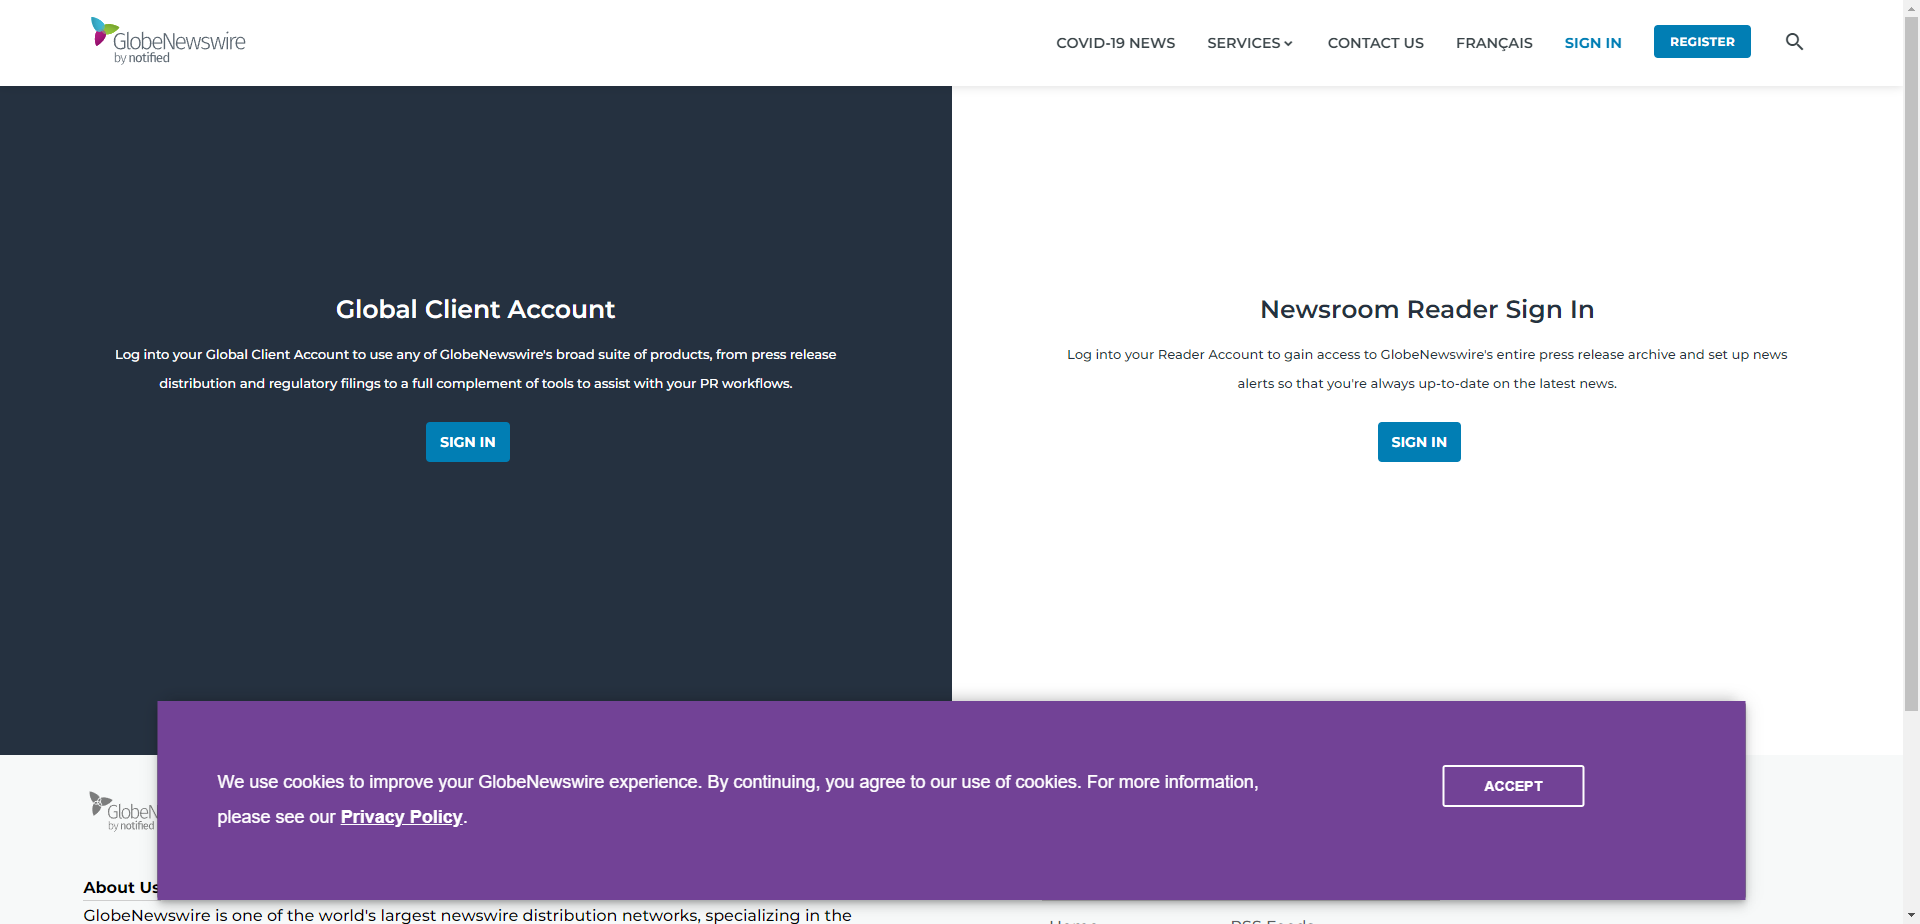 GlobeNewswire
by notified
COVID-19 NEWS
SERVICES
CONTACT US
FRANÇAIS
SIGN IN
REGISTER
Global Client Account
Log into your Global Client Account to use any of GlobeNewswire's broad suite of products, from press release
distribution and regulatory filings to a full complement of tools to assist with your PR workflows.
SIGN IN
Newsroom Reader Sign In
Log into your Reader Account to gain access to GlobeNewswire's entire press release archive and set up news
alerts so that you're always up-to-date on the latest news.
SIGN IN
We use cookies to improve your GlobeNewswire experience. By continuing, you agree to our use of cookies. For more information,
please see our Privacy Policy.
ACCEPT
GlobeN
by notified
About Us
GlobeNewswire is one of the world's largest newswire distribution networks, specializing in the
Home
RSS Feeds